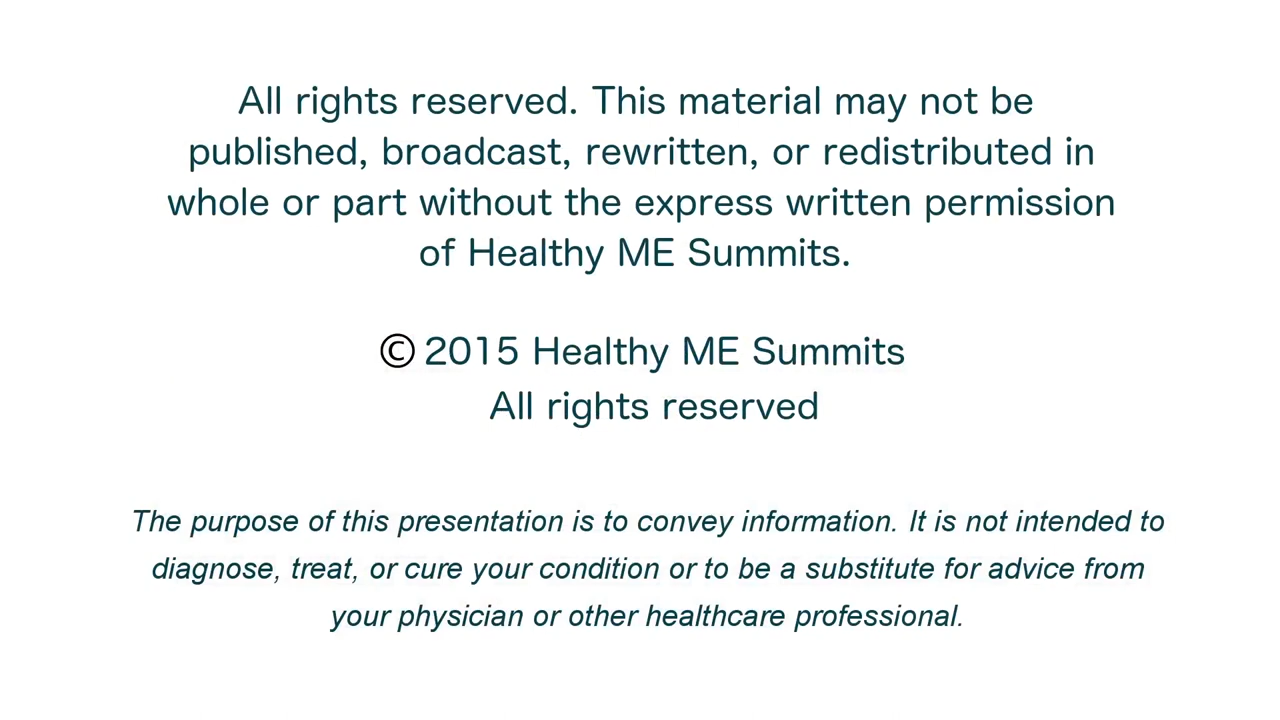 All rights reserved. This material may not be
published, broadcast, rewritten, or redistributed in
whole or part without the express written permission
of Healthy ME Summits.
© 2015 Healthy ME Summits
All rights reserved
The purpose of this presentation is to convey information. It is not intended to
diagnose, treat, or cure your condition or to be a substitute for advice from
your physician or other healthcare professional.